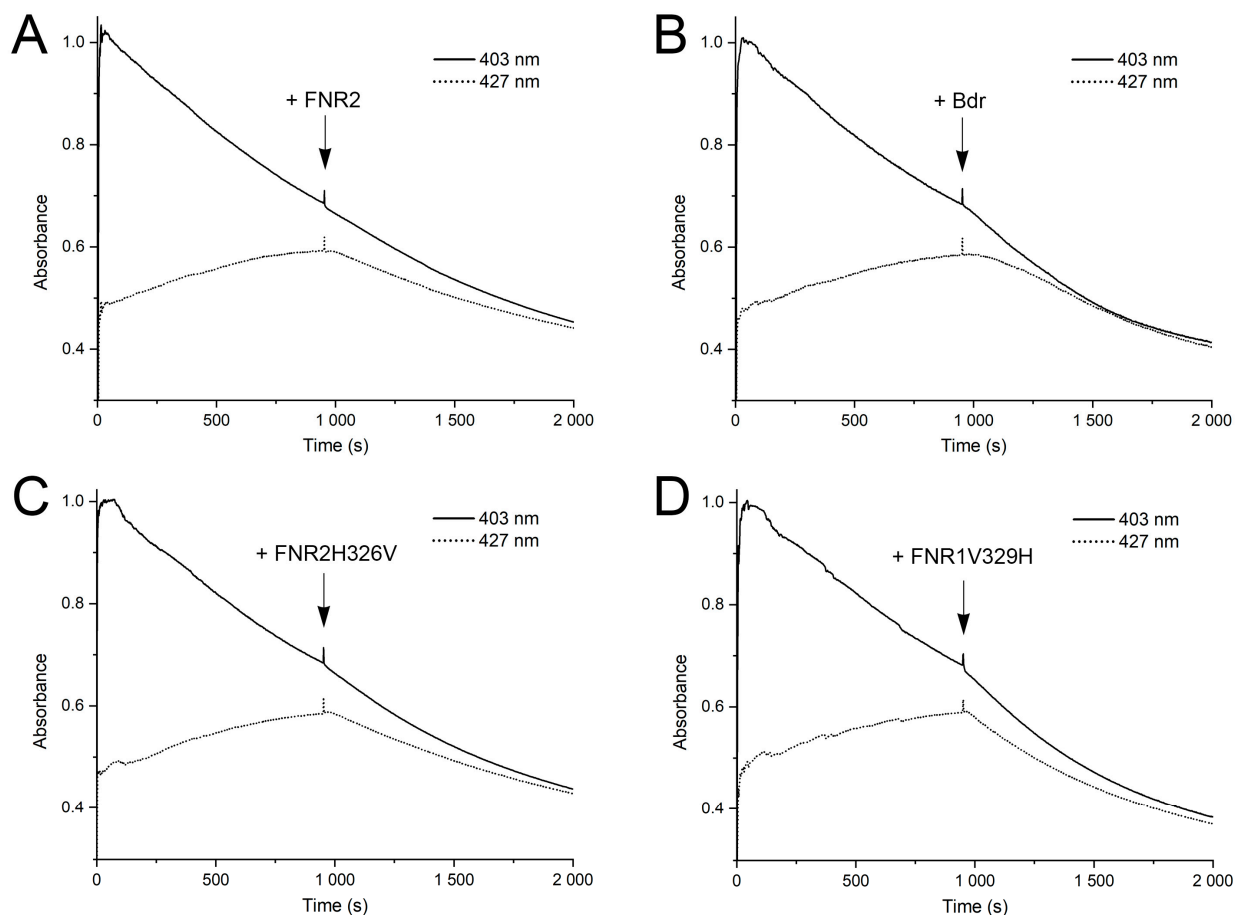 A
403 nm
427 nm
+ FNR2
Absorbance
1.0
0.8
0.6
0.4
0
500
1 000
1 500
2 000
Time (s)
B
403 nm
427 nm
+ Bdr
Absorbance
1.0
0.8
0.6
0.4
0
500
1 000
1 500
2 000
Time (s)
C
403 nm
427 nm
+ FNR2H326V
Absorbance
1.0
0.8
0.6
0.4
0
500
1 000
1 500
2 000
Time (s)
D
403 nm
427 nm
+ FNR1V329H
Absorbance
1.0
0.8
0.6
0.4
0
500
1 000
1 500
2 000
Time (s)